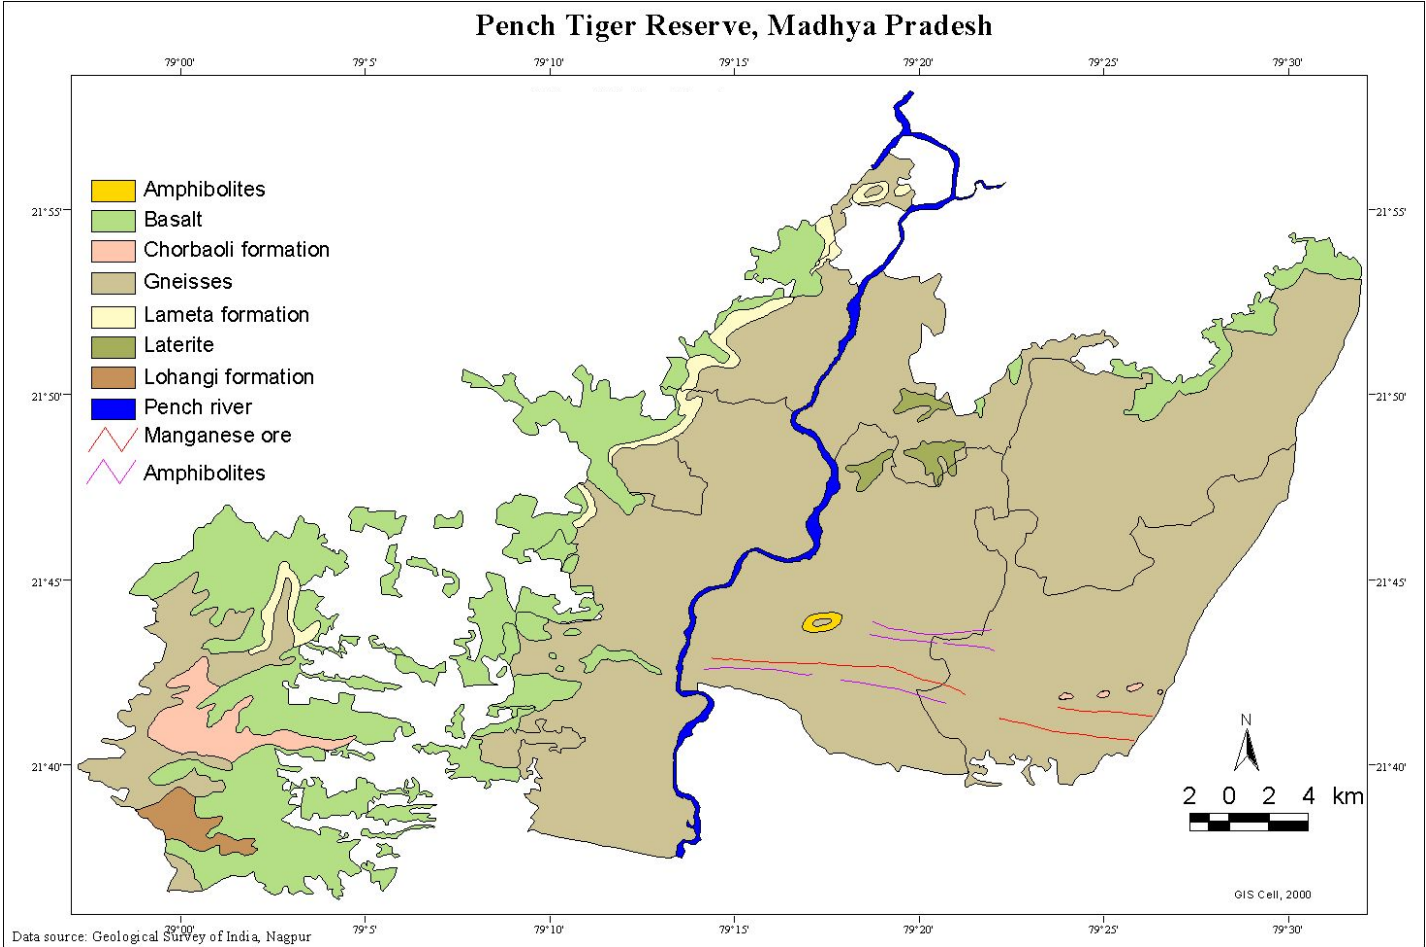 Pench Tiger Reserve, Madhya Pradesh
79°00' 79°5' 79°10' 79°15' 79°20' 79°25' 79°30'
Amphibolites
Basalt
Chorbaoli formation
Gneisses
Lameta formation
Laterite
Lohangi formation
Pench river
Manganese ore
Amphibolites
21°55' 21°55'
21°50' 21°50'
21°45' 21°45'
21°40' 21°40'
N
2 0 2 4 km
GIS Cell, 2000
79°00' 79°5' 79°10' 79°15' 79°20' 79°25' 79°30'
Data source: Geological Survey of India, Nagpur